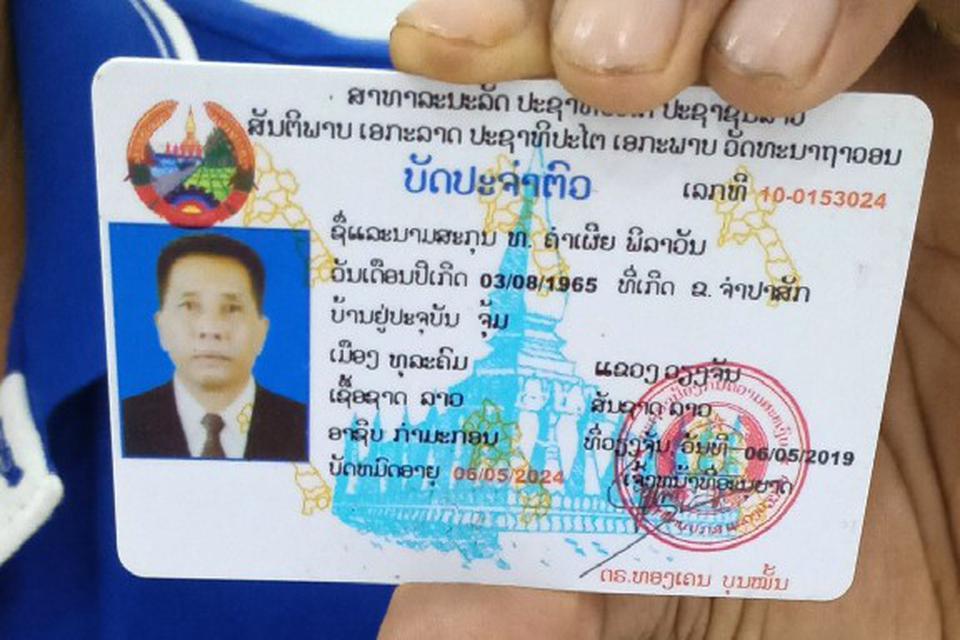 ສາທາລະນະລັດ ປະຊາທິປະໄຕ ປະຊາຊົນລາວ
ສັນຕິພາບ ເອກະລາດ ປະຊາທິປະໄຕ ເອກະພາບ ວັດທະນາຖາວອນ
ບັດປະຈຳຕົວ
ເລກທີ 10-0153024
ຊື່ແລະນາມສະກຸນ ທ. ຄຳເຜີຍ ພິລາວັນ
ວັນເດືອນປີເກີດ 03/08/1965 ທີ່ເກີດ ຂ. ຈຳປາສັກ
ບ້ານຢູ່ປະຈຸບັນ ຈຸ້ມ
ເມືອງ ທຸລະຄົມ ແຂວງ ວຽງຈັນ
ເຊື້ອຊາດ ລາວ ສັນຊາດ ລາວ
ອາຊິບ ກຳມະກອນ ທີ່ວຽງຈັນ, ວັນທີ 06/05/2019
ບັດຫມົດອາຍຸ 06/05/2024 ເຈົ້າຫນ້າທີ່ອະນຸຍາດ
ດຣ.ທອງເຄນ ບຸນໝັ້ນ